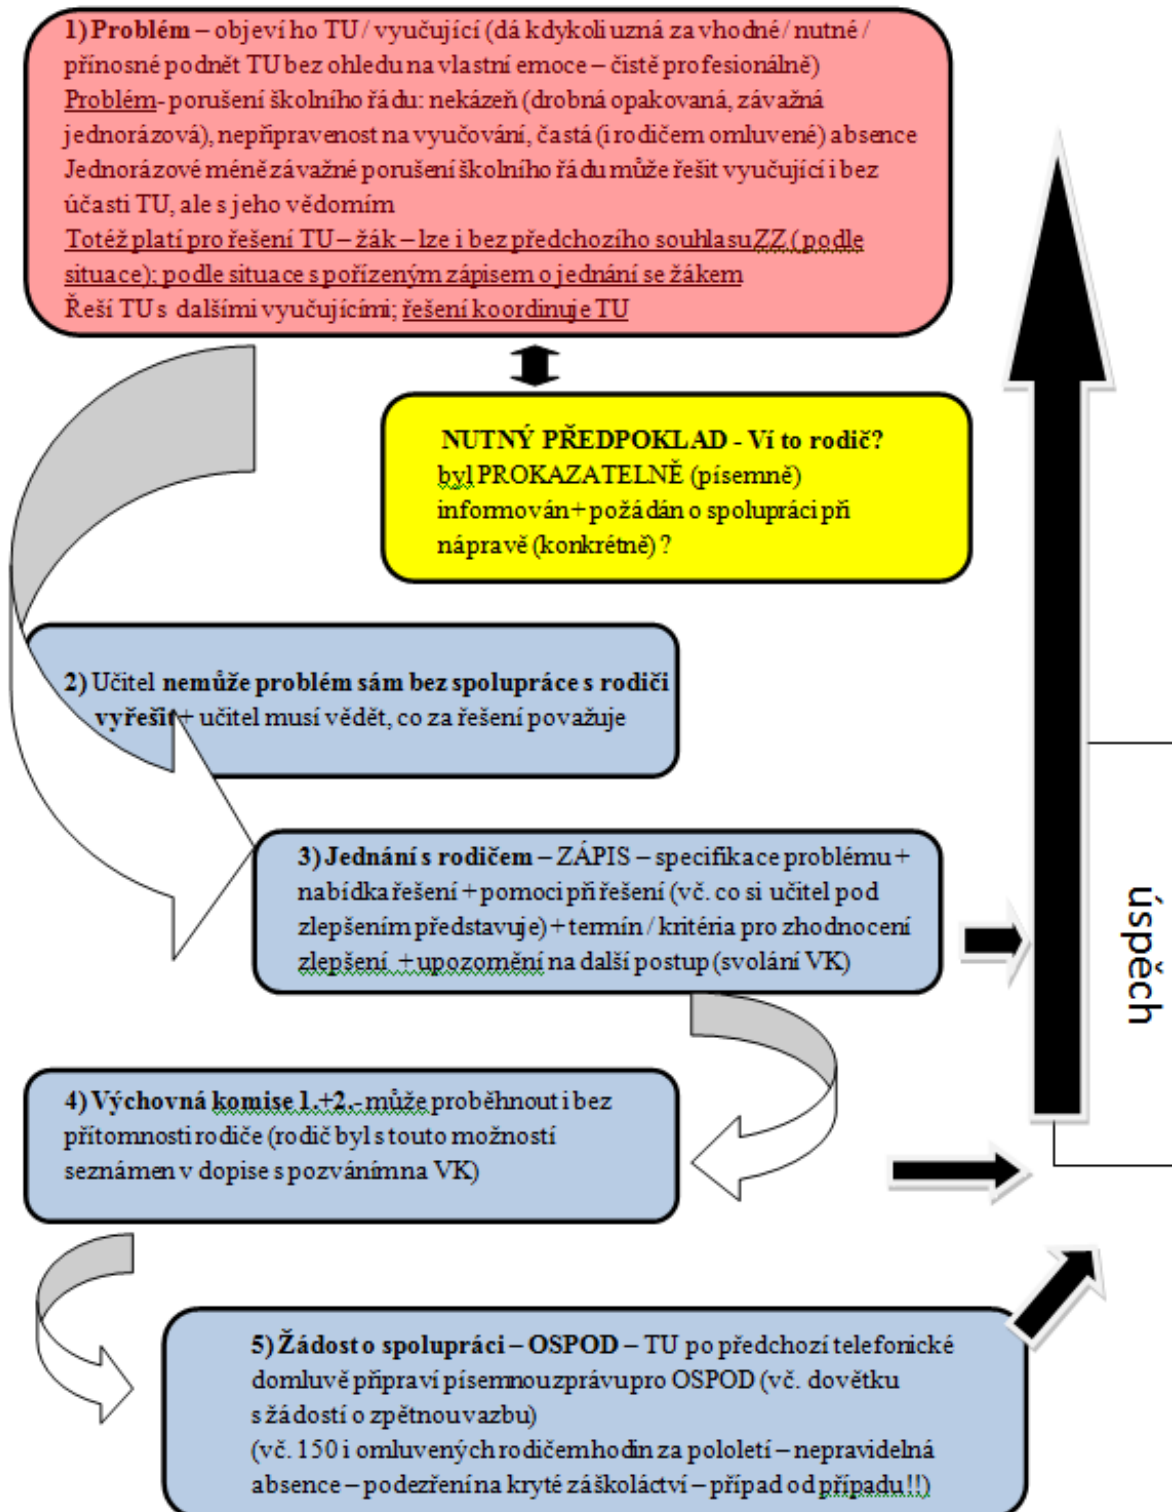 1) Problém – objeví ho TU / vyučující (dá kdykoli uzná za vhodné / nutné /
přínosné podnět TU bez ohledu na vlastní emoce – čistě profesionálně)
Problém- porušení školního řádu: nekázeň (drobná opakovaná, závažná
jednorázová), nepřipravenost na vyučování, častá (i rodičem omluvené) absence
Jednorázové méně závažné porušení školního řádu může řešit vyučující i bez
účasti TU, ale s jeho vědomím
Totéž platí pro řešení TU – žák – lze i bez předchozího souhlasu ZZ ( podle
situace); podle situace s pořízeným zápisem o jednání se žákem
Řeší TU s dalšími vyučujícími; řešení koordinuje TU
NUTNÝ PŘEDPOKLAD - Ví to rodič?
byl PROKAZATELNĚ (písemně)
informován + požádán o spolupráci při
nápravě (konkrétně) ?
2) Učitel nemůže problém sám bez spolupráce s rodiči
vyřešit + učitel musí vědět, co za řešení považuje
3) Jednání s rodičem – ZÁPIS – specifikace problému +
nabídka řešení + pomoci při řešení (vč. co si učitel pod
zlepšením představuje) + termín / kritéria pro zhodnocení
zlepšení + upozornění na další postup (svolání VK)
úspěch
4) Výchovná komise 1.+2.- může proběhnout i bez
přítomnosti rodiče (rodič byl s touto možností
seznámen v dopise s pozváním na VK)
5) Žádost o spolupráci – OSPOD – TU po předchozí telefonické
domluvě připraví písemnou zprávu pro OSPOD (vč. dovětku
s žádostí o zpětnou vazbu)
(vč. 150 i omluvených rodičem hodin za pololetí – nepravidelná
absence – podezření na kryté záškoláctví – případ od případu!!)